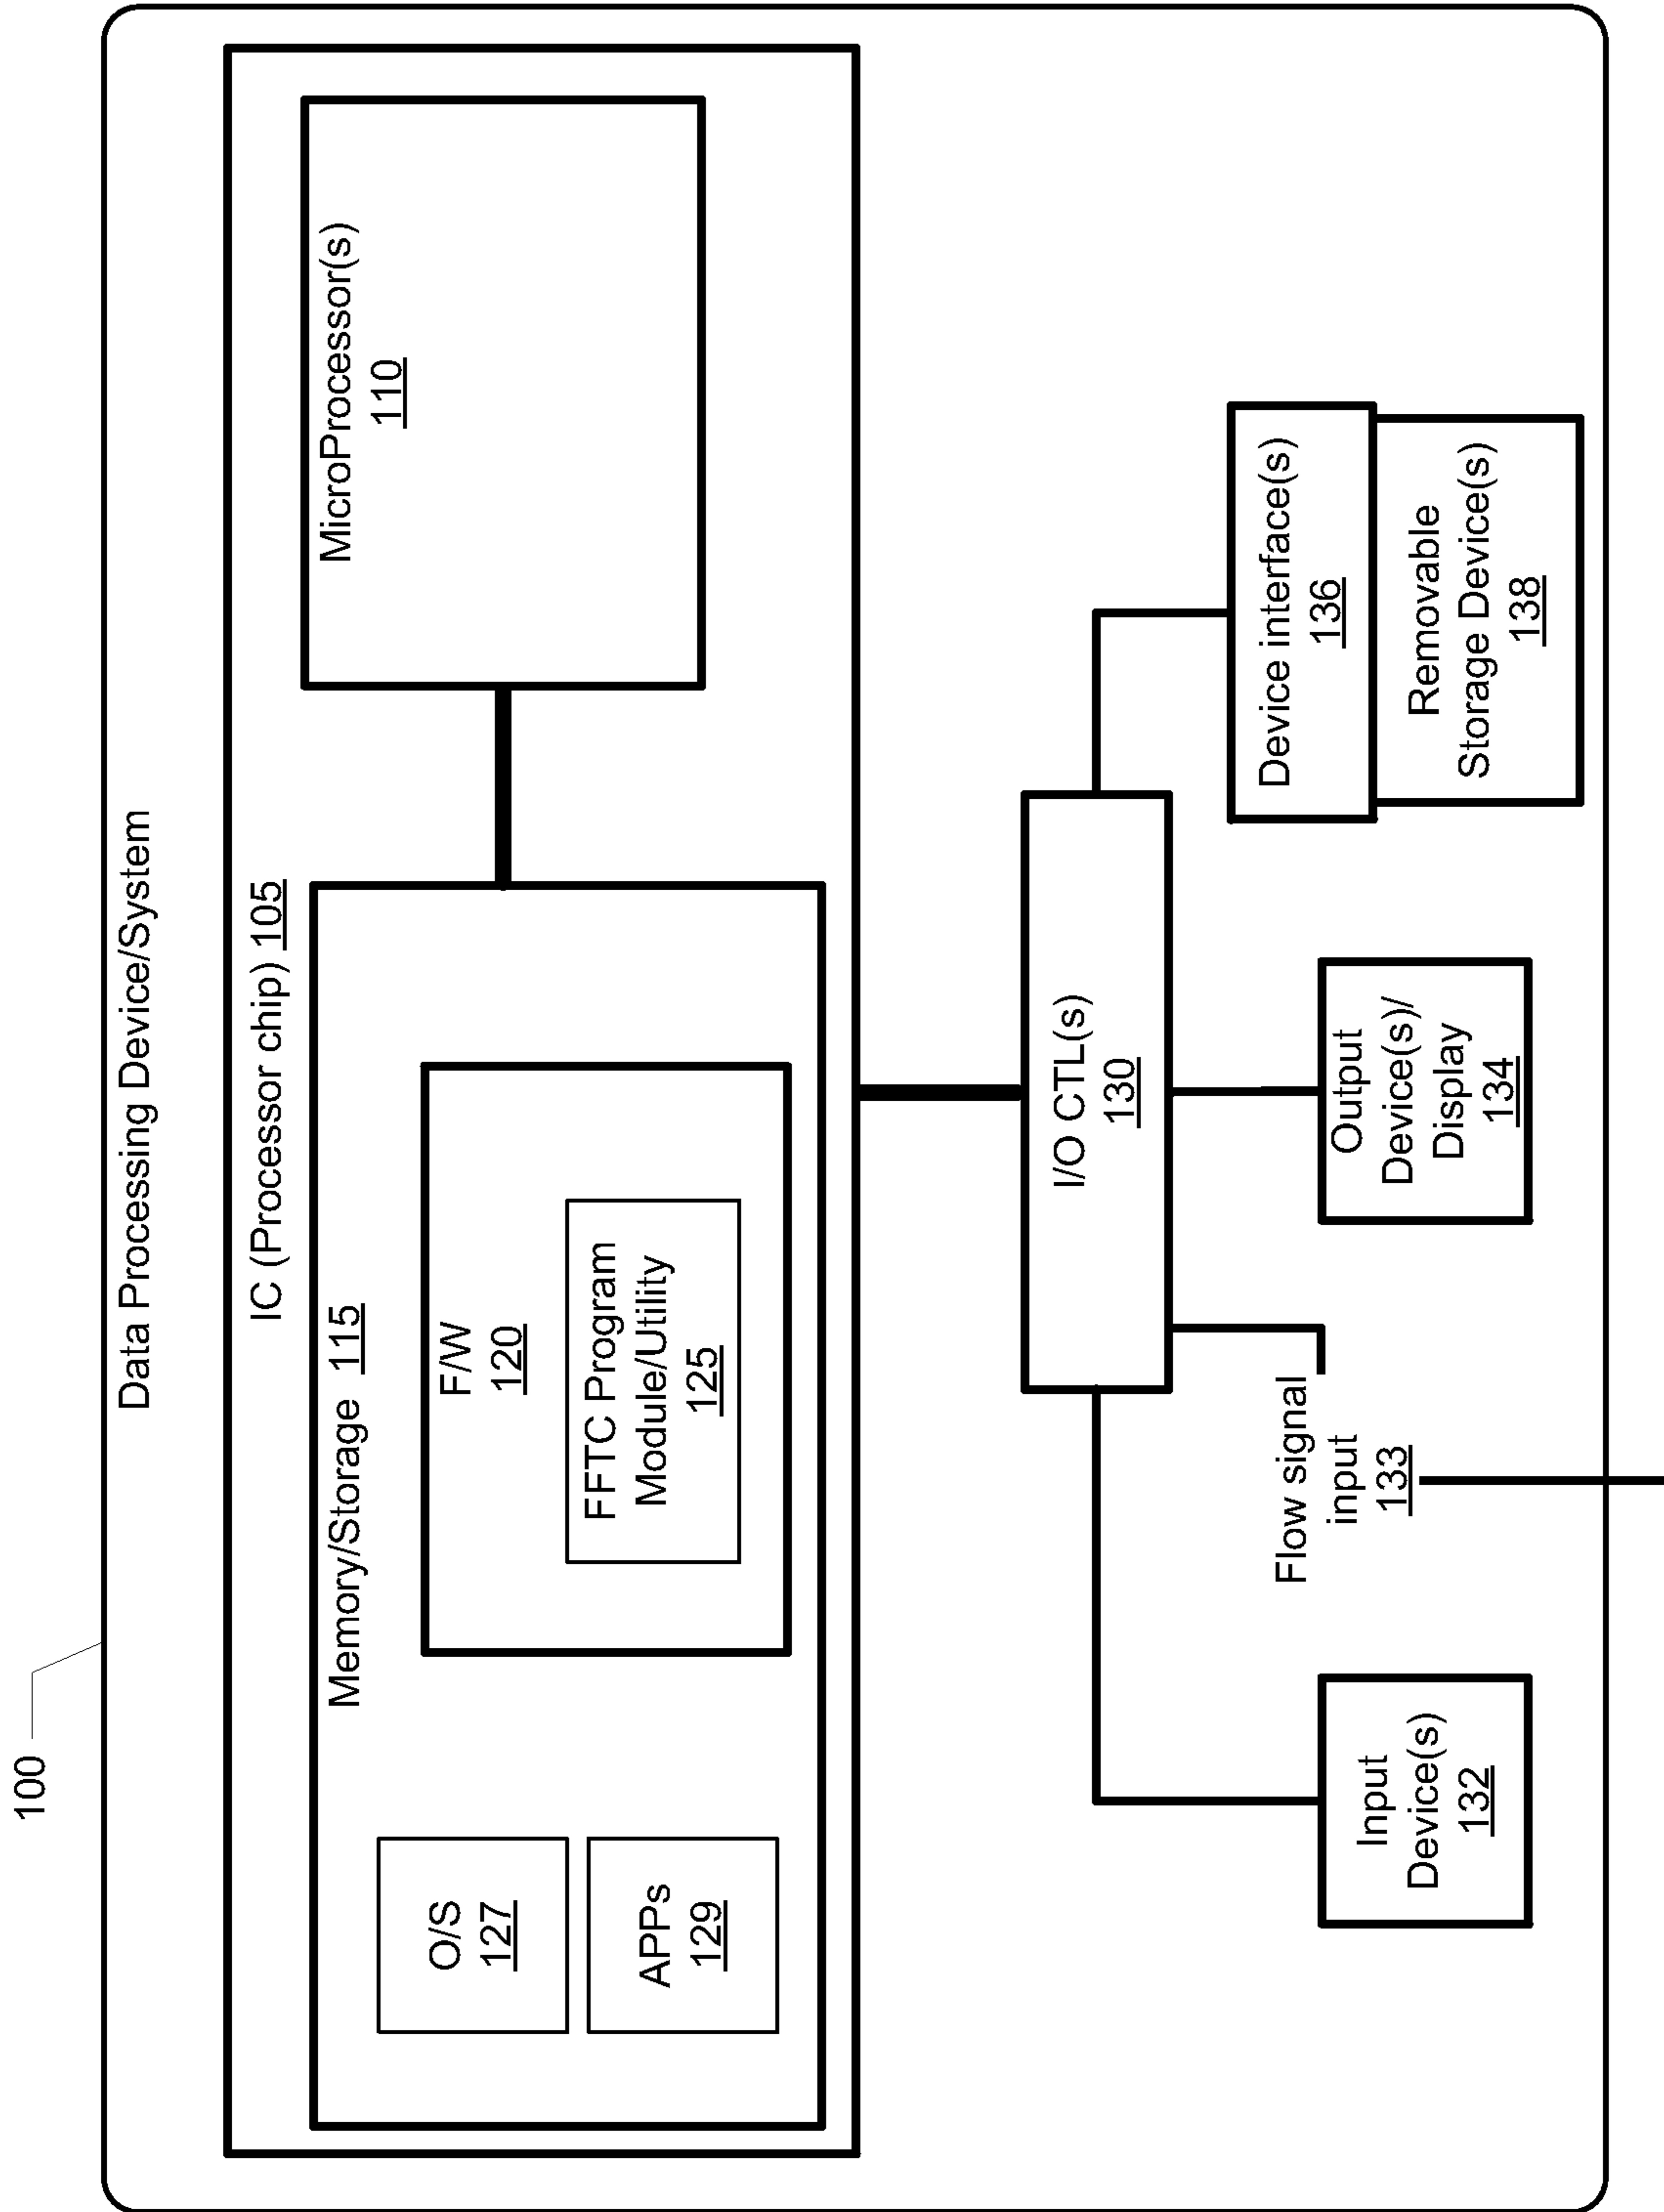 100
Data Processing Device/System
IC (Processor chip) 105
Memory/Storage 115
O/S
127
APPs
129
F/W
120
FFTC Program
Module/Utility
125
MicroProcessor(s)
110
I/O CTL(s)
130
Input
Device(s)
132
Flow signal
input
133
Output
Device(s)/
Display
134
Device interface(s)
136
Removable
Storage Device(s)
138